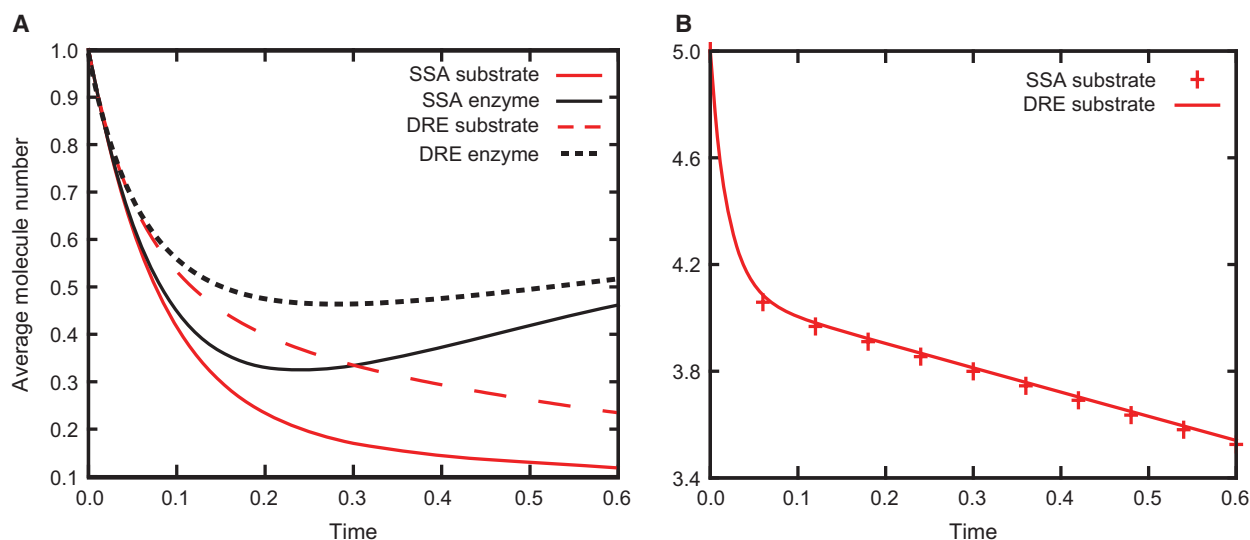 A
Average molecule number
1.0
0.9
0.8
0.7
0.6
0.5
0.4
0.3
0.2
0.1
SSA substrate
SSA enzyme
DRE substrate
DRE enzyme
0.0 0.1 0.2 0.3 0.4 0.5 0.6
Time
B
5.0
4.6
4.2
3.8
3.4
SSA substrate
DRE substrate
0.0 0.1 0.2 0.3 0.4 0.5 0.6
Time